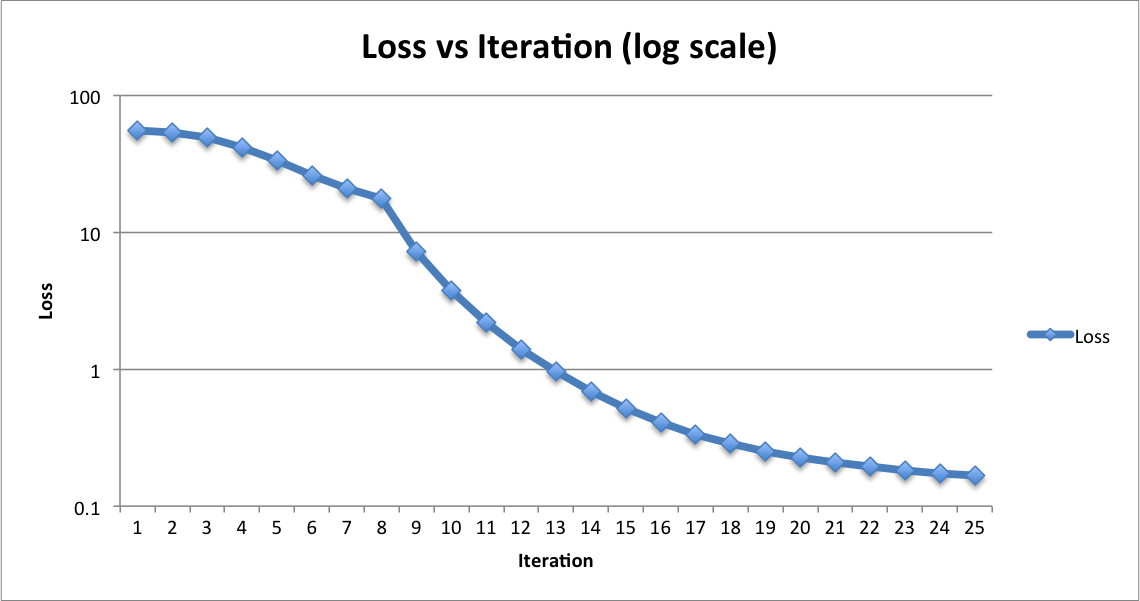 Loss vs Iteration (log scale)
100
10
1
0.1
Loss
1 2 3 4 5 6 7 8 9 10 11 12 13 14 15 16 17 18 19 20 21 22 23 24 25
Iteration
Loss